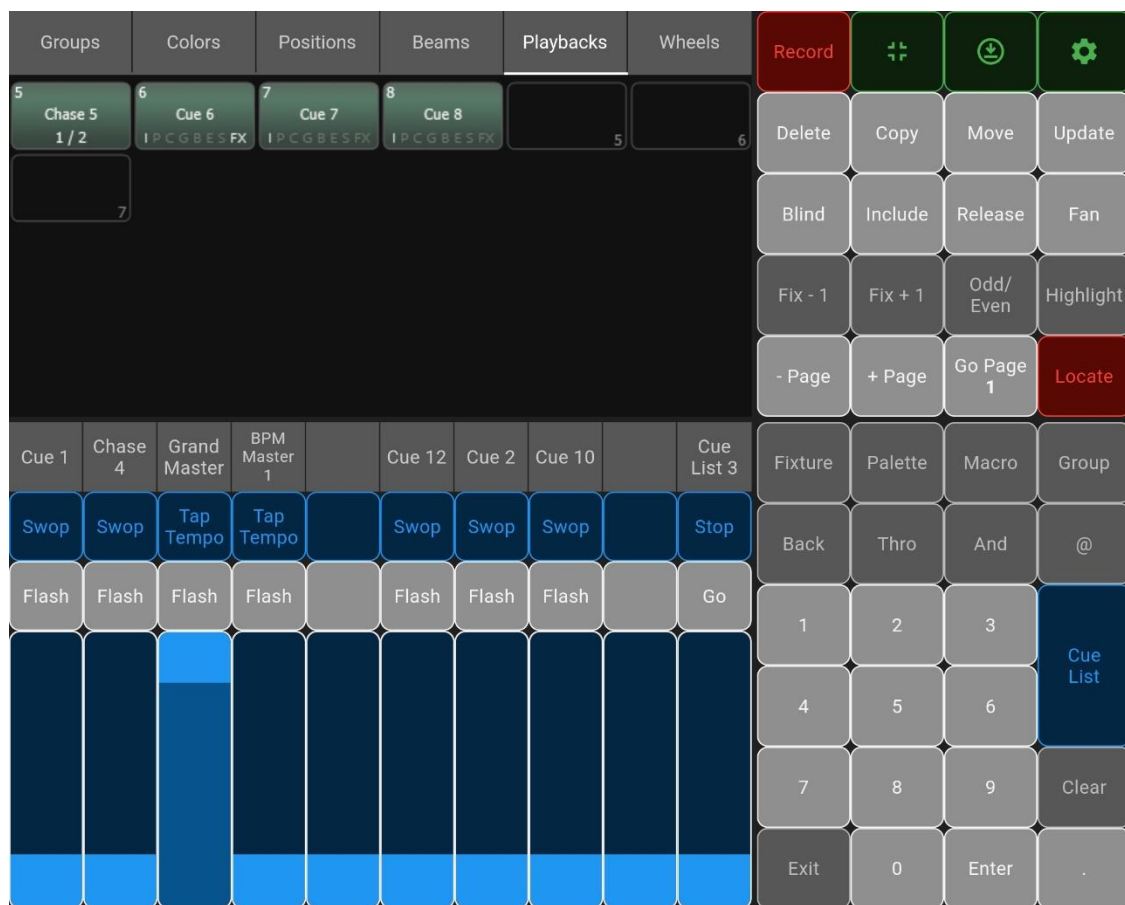 Groups Colors Positions Beams Playbacks Wheels
5 6 7 8
Chase 5 Cue 6 Cue 7 Cue 8
1 / 2 I P C G B E S FX I P C G B E S FX I P C G B E S FX 5 6
7
Cue 1 Chase 4 Grand Master BPM Master 1 Cue 12 Cue 2 Cue 10 Cue List 3
Swop Swop Tap Tempo Tap Tempo Swop Swop Swop Stop
Flash Flash Flash Flash Flash Flash Flash Go
Record
Delete Copy Move Update
Blind Include Release Fan
Fix - 1 Fix + 1 Odd/ Even Highlight
- Page + Page Go Page 1 Locate
Fixture Palette Macro Group
Back Thro And @
1 2 3
Cue List
4 5 6
7 8 9 Clear
Exit 0 Enter .